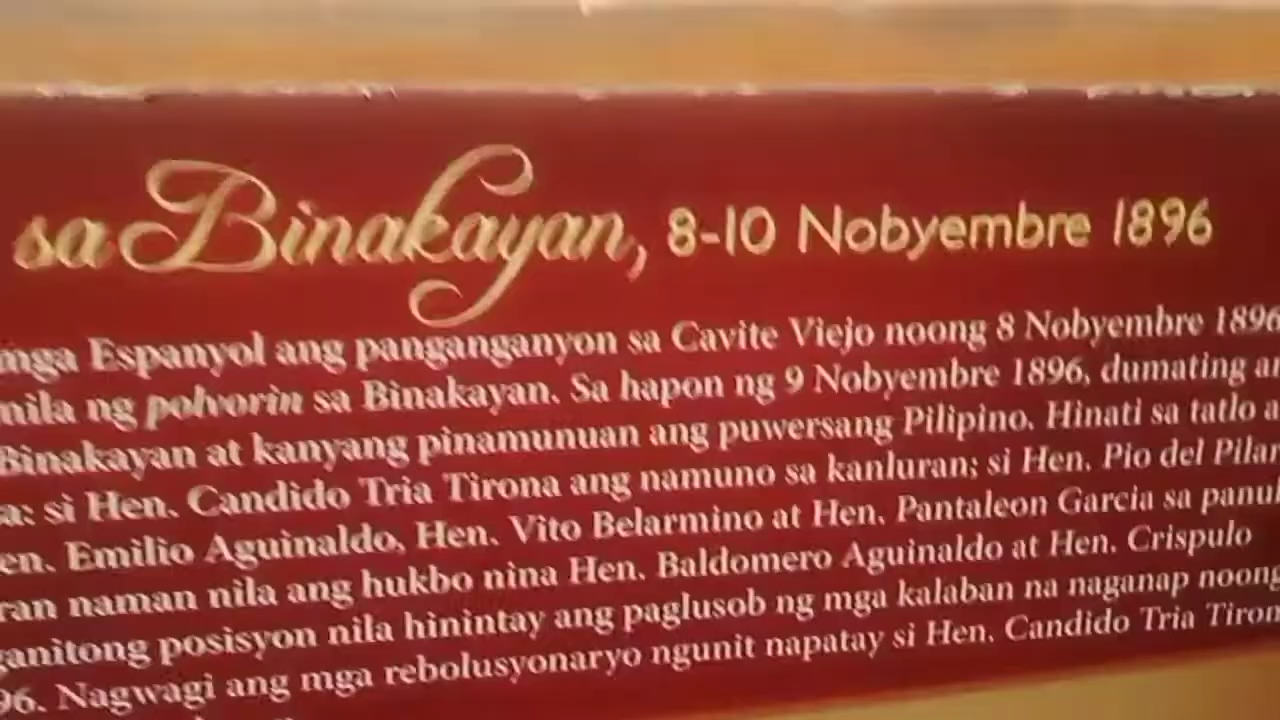 sa Binakayan, 8-10 Nobyembre 1896
mga Espanyol ang panganganyon sa Cavite Viejo noong 8 Nobyembre 1896
nila ng polvorin sa Binakayan. Sa hapon ng 9 Nobyembre 1896, dumating
Binakayan at kanyang pinamunuan ang puwersang Pilipino. Hinati sa tatlo
si Hen. Candido Tria Tirona ang namuno sa kanluran; si Hen. Pio del Pilar
Emilio Aguinaldo, Hen. Vito Belarmino at Hen. Pantaleon Garcia sa
naman nila ang hukbo nina Hen. Baldomero Aguinaldo at Hen. Crispulo
ganitong posisyon nila hinintay ang paglusob ng mga kalaban na naganap noong
96. Nagwagi ang mga rebolusyonaryo ngunit napatay si Hen. Candido Tria